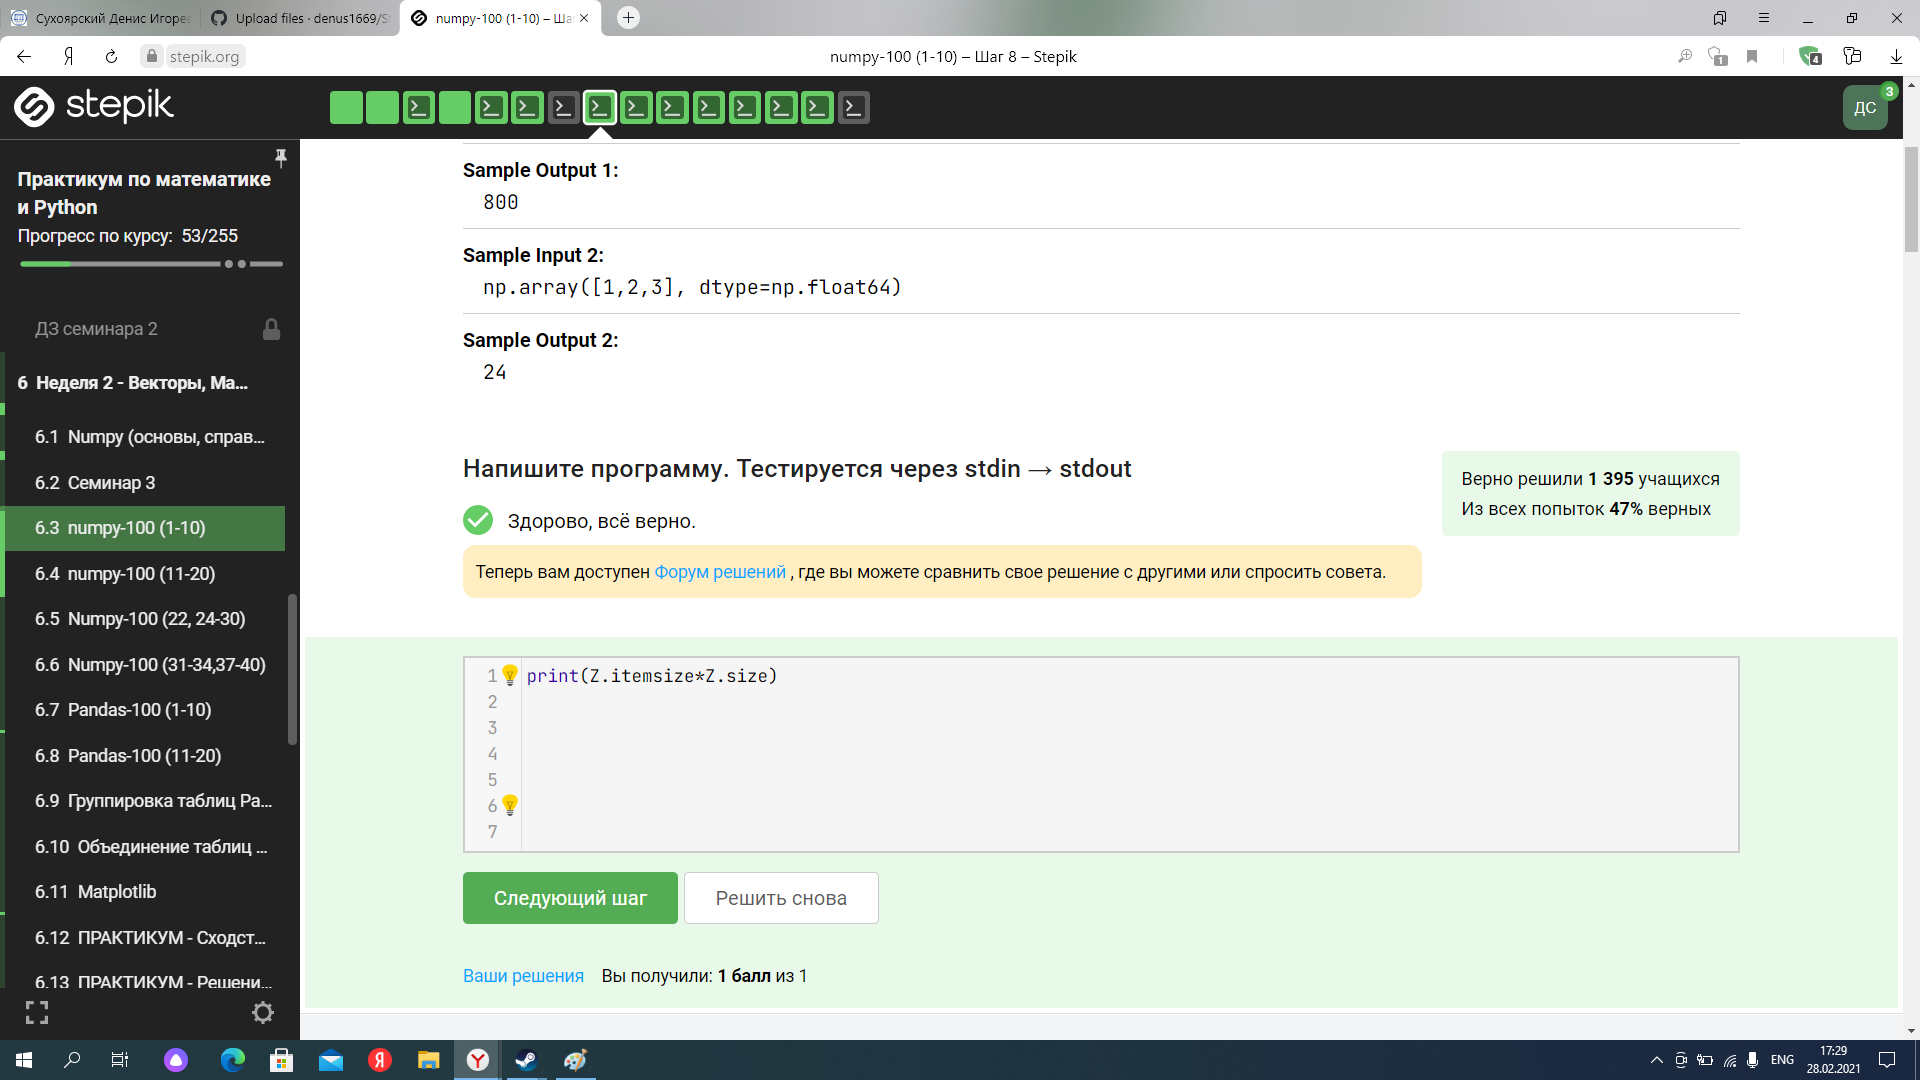 Сухоярский Денис Игорев
Upload files · denus1669/S
numpy-100 (1-10) – Ша
stepik.org
numpy-100 (1-10) – Шаг 8 – Stepik
1
4
stepik
ДС
3
Практикум по математике
и Python
Прогресс по курсу: 53/255
ДЗ семинара 2
6 Неделя 2 - Векторы, Ма...
6.1 Numpy (основы, справ...
6.2 Семинар 3
6.3 numpy-100 (1-10)
6.4 numpy-100 (11-20)
6.5 Numpy-100 (22, 24-30)
6.6 Numpy-100 (31-34,37-40)
6.7 Pandas-100 (1-10)
6.8 Pandas-100 (11-20)
6.9 Группировка таблиц Pa...
6.10 Объединение таблиц ...
6.11 Matplotlib
6.12 ПРАКТИКУМ - Сходст...
6.13 ПРАКТИКУМ - Решени...
Sample Output 1:
800
Sample Input 2:
np.array([1,2,3], dtype=np.float64)
Sample Output 2:
24
Напишите программу. Тестируется через stdin → stdout
Верно решили 1 395 учащихся
Из всех попыток 47% верных
Здорово, всё верно.
Теперь вам доступен Форум решений , где вы можете сравнить свое решение с другими или спросить совета.
1 print(Z.itemsize*Z.size)
2
3
4
5
6
7
Следующий шаг
Решить снова
Ваши решения Вы получили: 1 балл из 1
ENG
17:29
28.02.2021